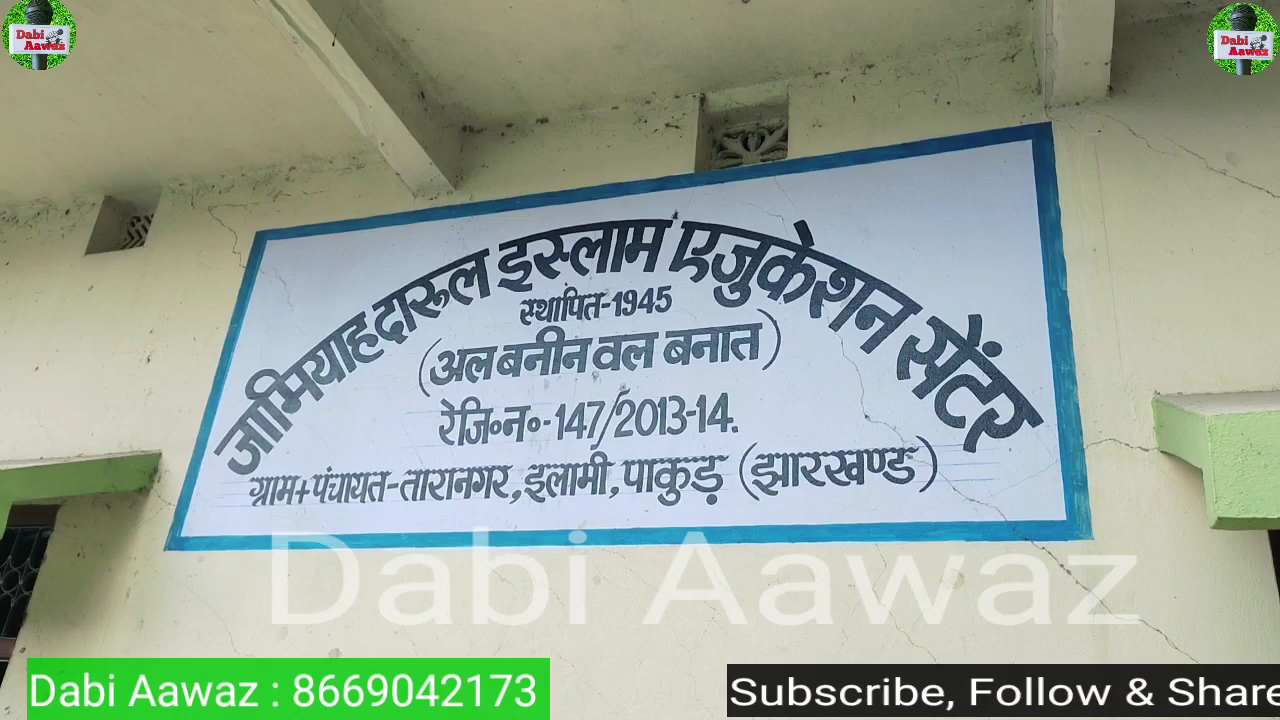 Dabi Aawaz
Dabi Aawaz
जामियाह दारूल इस्लाम एजुकेशन सेंटर
स्थापित-1945
(अल बनीन वल बनात)
रेजि॰न॰-147/2013-14.
ग्राम+पंचायत-तारानगर, इलामी, पाकुड़ (झारखण्ड)
Dabi Aawaz
Dabi Aawaz : 8669042173
Subscribe, Follow & Share